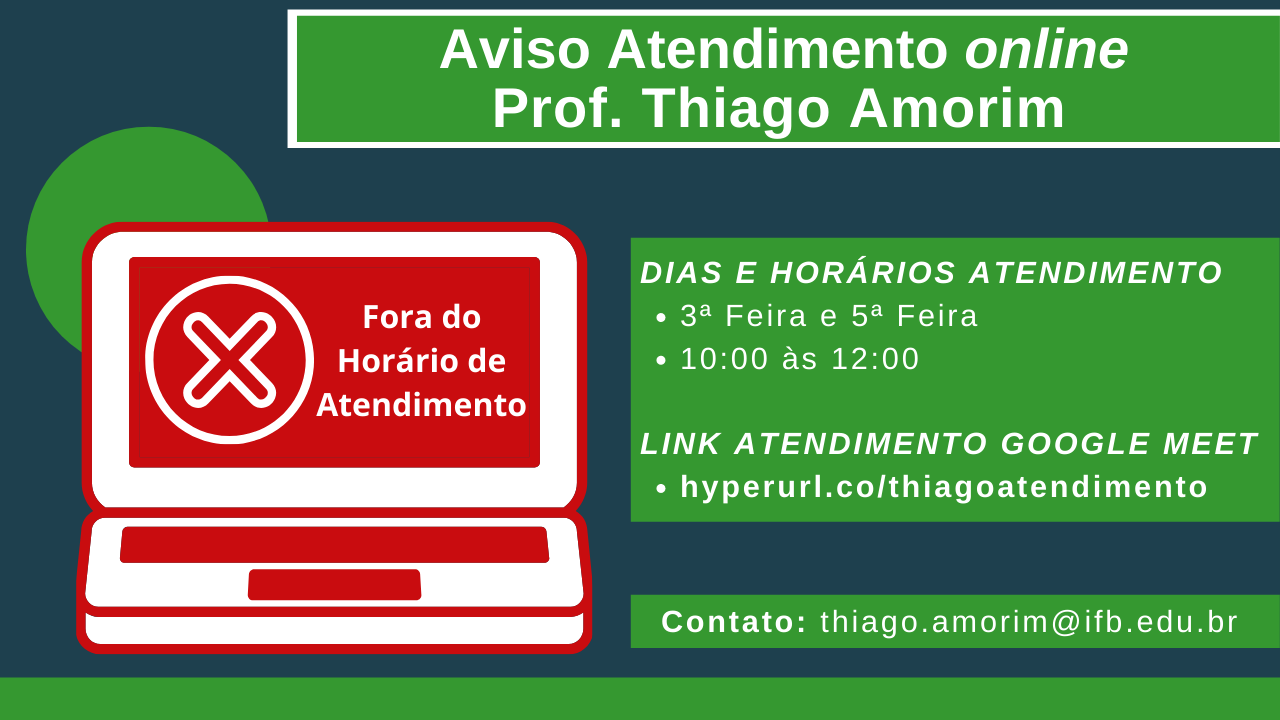 Aviso Atendimento online
Prof. Thiago Amorim
Fora do
Horário de
Atendimento
DIAS E HORÁRIOS ATENDIMENTO
• 3ª Feira e 5ª Feira
• 10:00 às 12:00
LINK ATENDIMENTO GOOGLE MEET
• hyperurl.co/thiagoatendimento
Contato: thiago.amorim@ifb.edu.br